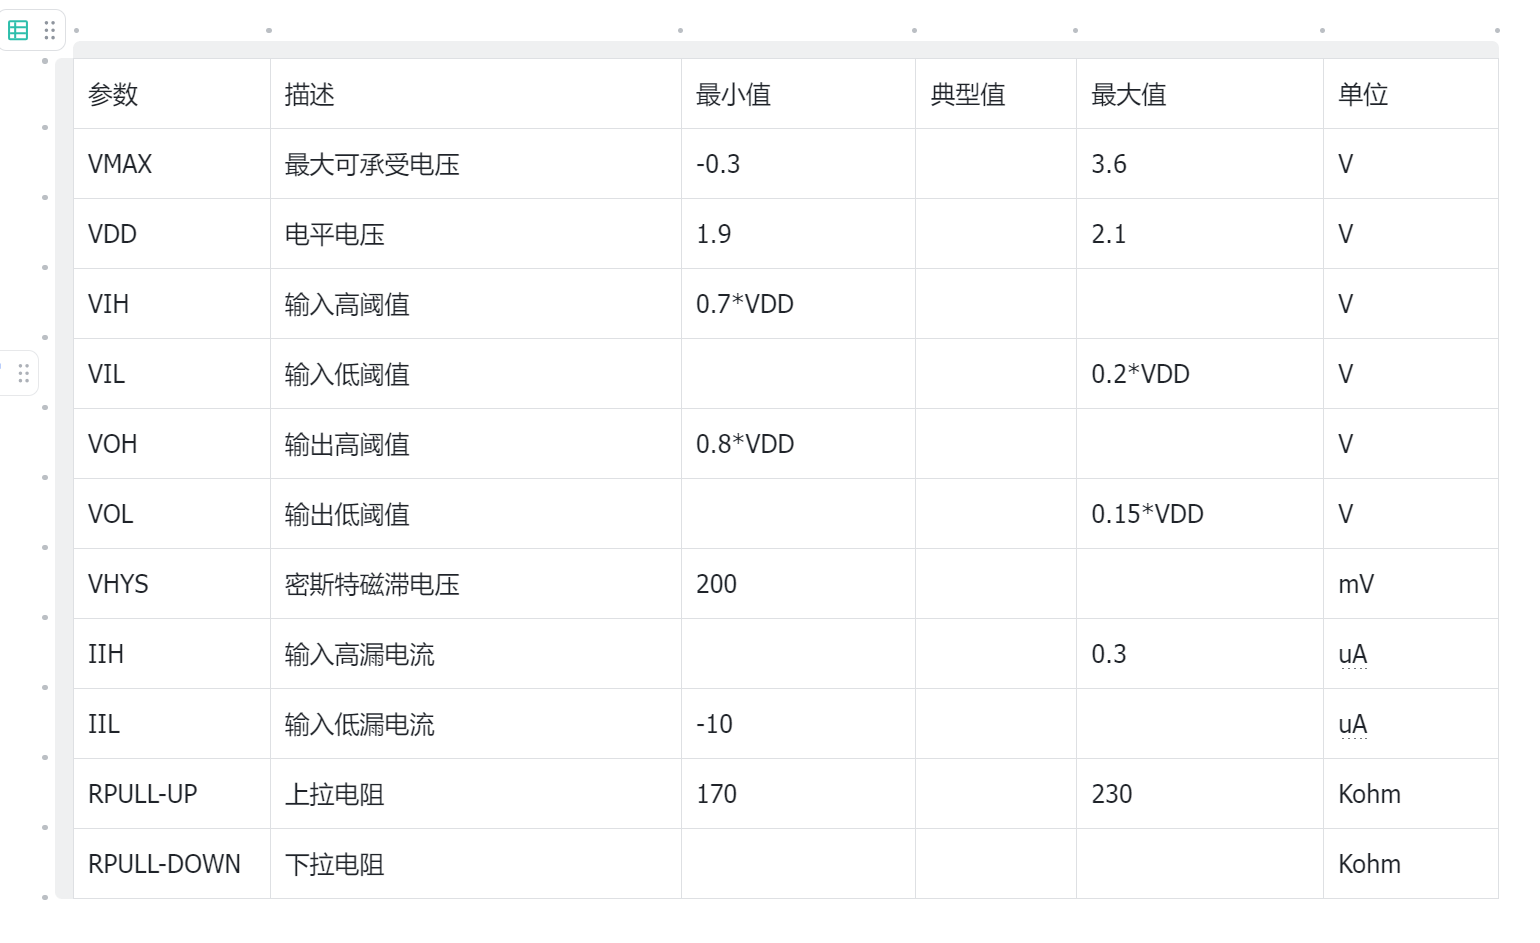 参数 描述 最小值 典型值 最大值 单位
VMAX 最大可承受电压 -0.3 3.6 V
VDD 电平电压 1.9 2.1 V
VIH 输入高阈值 0.7*VDD V
VIL 输入低阈值 0.2*VDD V
VOH 输出高阈值 0.8*VDD V
VOL 输出低阈值 0.15*VDD V
VHYS 密斯特磁滞电压 200 mV
IIH 输入高漏电流 0.3 uA
IIL 输入低漏电流 -10 uA
RPULL-UP 上拉电阻 170 230 Kohm
RPULL-DOWN 下拉电阻 Kohm